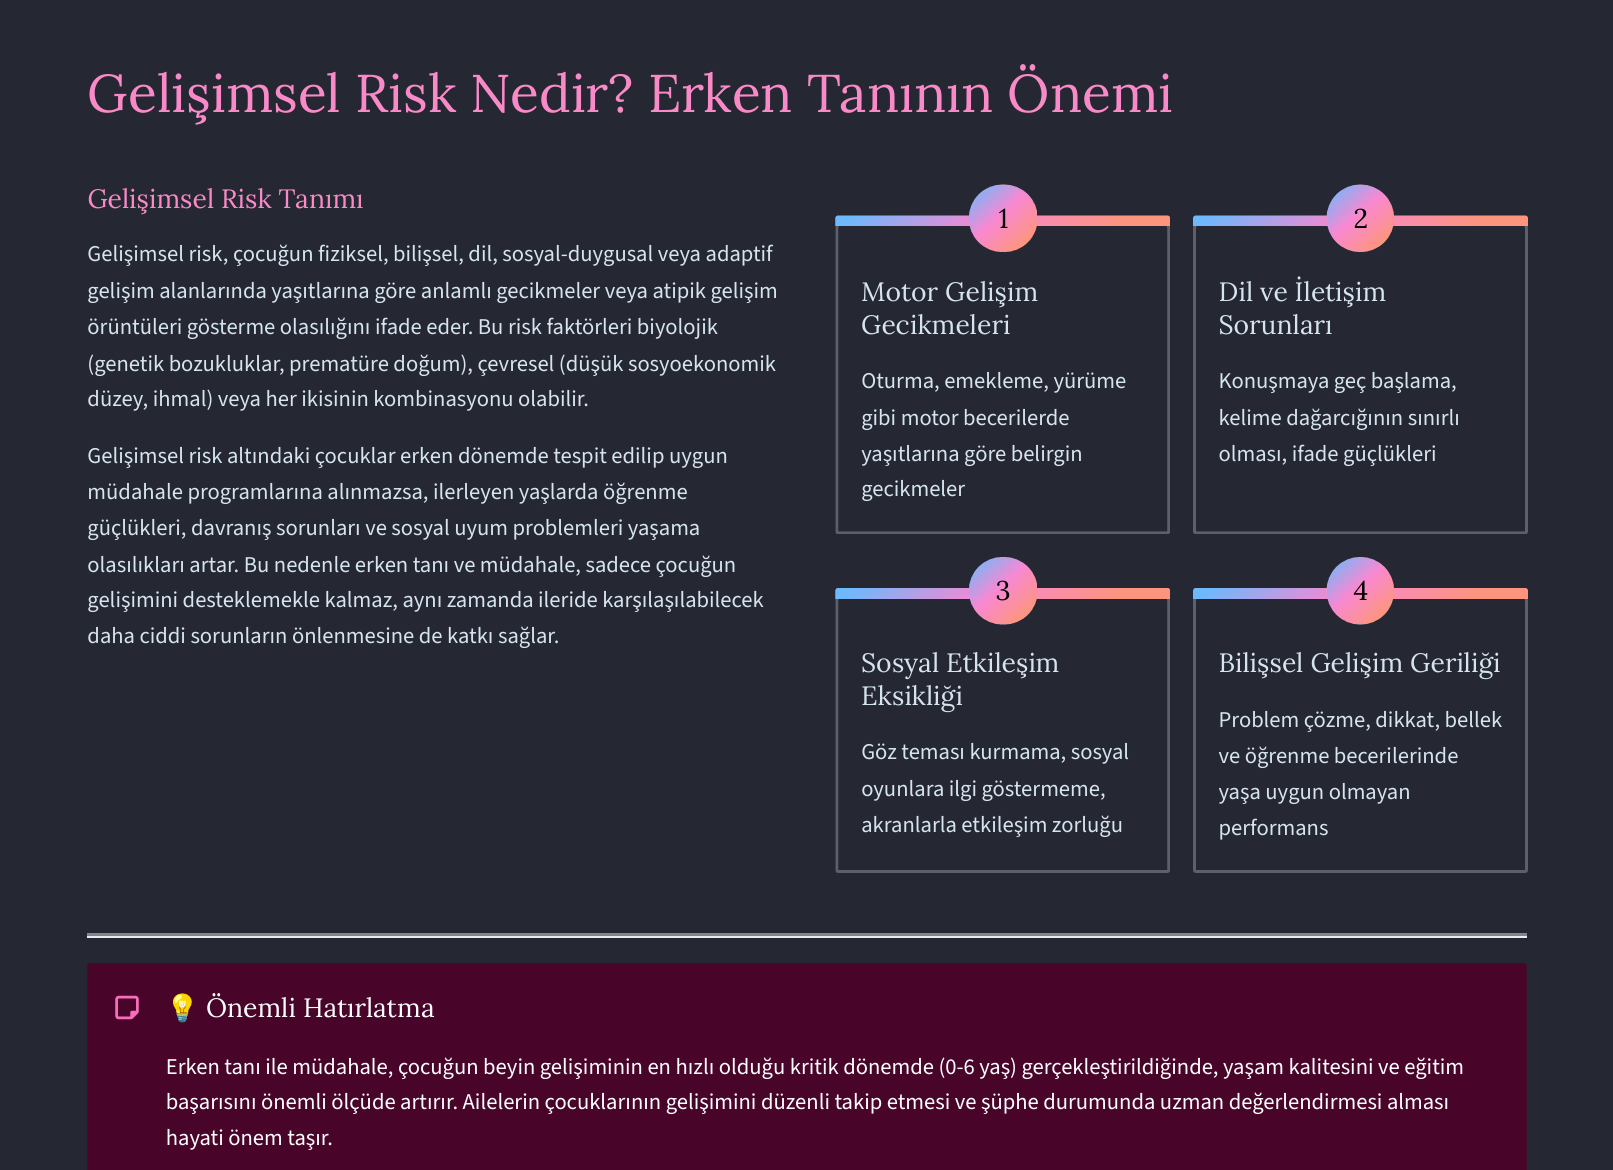 Gelişimsel Risk Nedir? Erken Tanının Önemi
Gelişimsel Risk Tanımı
Gelişimsel risk, çocuğun fiziksel, bilişsel, dil, sosyal-duygusal veya adaptif
gelişim alanlarında yaşıtlarına göre anlamlı gecikmeler veya atipik gelişim
örüntüleri gösterme olasılığını ifade eder. Bu risk faktörleri biyolojik
(genetik bozukluklar, prematüre doğum), çevresel (düşük sosyoekonomik
düzey, ihmal) veya her ikisinin kombinasyonu olabilir.
Gelişimsel risk altındaki çocuklar erken dönemde tespit edilip uygun
müdahale programlarına alınmazsa, ilerleyen yaşlarda öğrenme
güçlükleri, davranış sorunları ve sosyal uyum problemleri yaşama
olasılıkları artar. Bu nedenle erken tanı ve müdahale, sadece çocuğun
gelişimini desteklemekle kalmaz, aynı zamanda ileride karşılaşılabilecek
daha ciddi sorunların önlenmesine de katkı sağlar.
1
Motor Gelişim
Gecikmeleri
Oturma, emekleme, yürüme
gibi motor becerilerde
yaşıtlarına göre belirgin
gecikmeler
2
Dil ve İletişim
Sorunları
Konuşmaya geç başlama,
kelime dağarcığının sınırlı
olması, ifade güçlükleri
3
Sosyal Etkileşim
Eksikliği
Göz teması kurmama, sosyal
oyunlara ilgi göstermeme,
akranlarla etkileşim zorluğu
4
Bilişsel Gelişim Geriliği
Problem çözme, dikkat, bellek
ve öğrenme becerilerinde
yaşa uygun olmayan
performans
💡 Önemli Hatırlatma
Erken tanı ile müdahale, çocuğun beyin gelişiminin en hızlı olduğu kritik dönemde (0-6 yaş) gerçekleştirildiğinde, yaşam kalitesini ve eğitim
başarısını önemli ölçüde artırır. Ailelerin çocuklarının gelişimini düzenli takip etmesi ve şüphe durumunda uzman değerlendirmesi alması
hayati önem taşır.